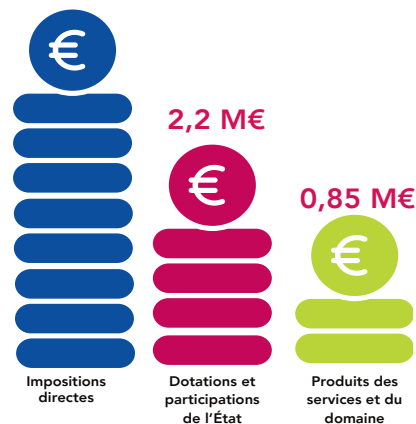 €
2,2 M€
€
0,85 M€
€
Impositions
directes
Dotations et
participations
de l'État
Produits des
services et du
domaine